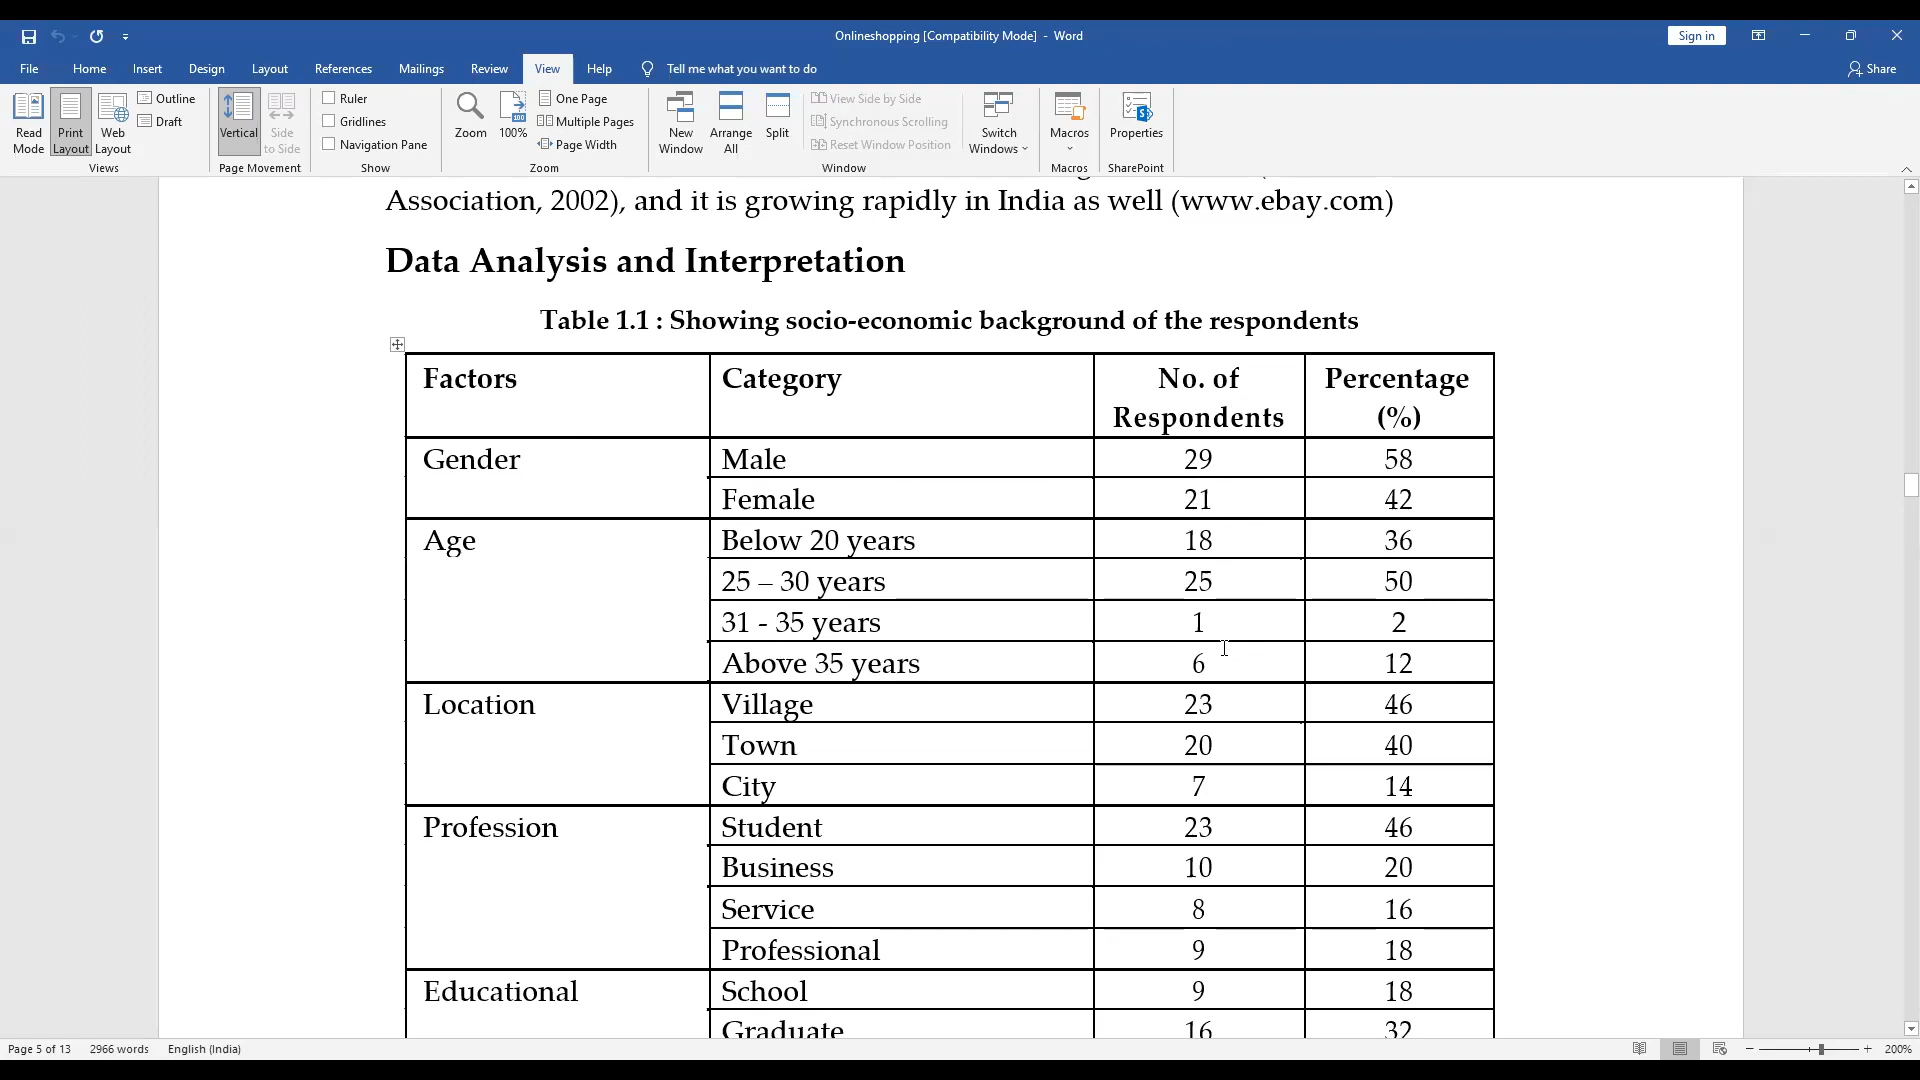 Onlineshopping [Compatibility Mode] - Word
Sign in
File Home Insert Design Layout References Mailings Review View Help Tell me what you want to do Share
Read Mode
Print Layout
Web Layout
Outline
Draft
Views
Vertical
Side to Side
Page Movement
Ruler
Gridlines
Navigation Pane
Show
Zoom
100%
One Page
Multiple Pages
Page Width
Zoom
New Window
Arrange All
Split
View Side by Side
Synchronous Scrolling
Reset Window Position
Window
Switch Windows
Macros
Macros
Properties
SharePoint
Association, 2002), and it is growing rapidly in India as well (www.ebay.com)
Data Analysis and Interpretation
Table 1.1 : Showing socio-economic background of the respondents
Factors Category No. of Respondents Percentage (%)
Gender Male 29 58
Female 21 42
Age Below 20 years 18 36
25 – 30 years 25 50
31 - 35 years 1 2
Above 35 years 6 12
Location Village 23 46
Town 20 40
City 7 14
Profession Student 23 46
Business 10 20
Service 8 16
Professional 9 18
Educational School 9 18
Graduate 16 32
Page 5 of 13 2966 words English (India) 200%